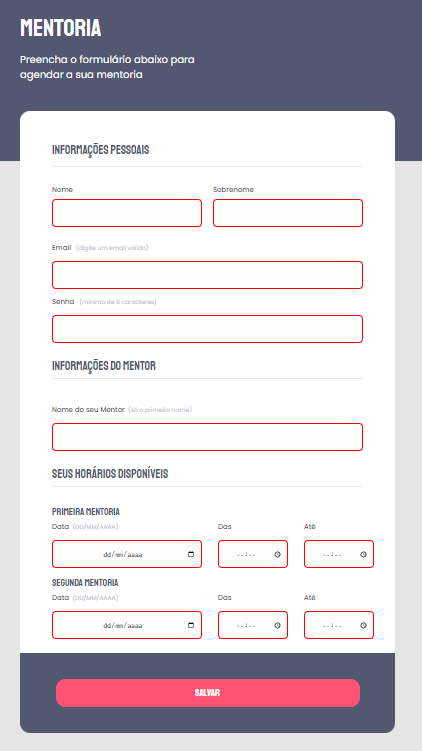 MENTORIA
Preencha o formulário abaixo para
agendar a sua mentoria
INFORMAÇÕES PESSOAIS
Nome Sobrenome
Email (digite um email válido)
Senha (mínimo de 8 caracteres)
INFORMAÇÕES DO MENTOR
Nome do seu Mentor (só o primeiro nome)
SEUS HORÁRIOS DISPONÍVEIS
PRIMEIRA MENTORIA
Data (DD/MM/AAAA) Das Até
dd/mm/aaaa --:-- --:--
SEGUNDA MENTORIA
Data (DD/MM/AAAA) Das Até
dd/mm/aaaa --:-- --:--
SALVAR